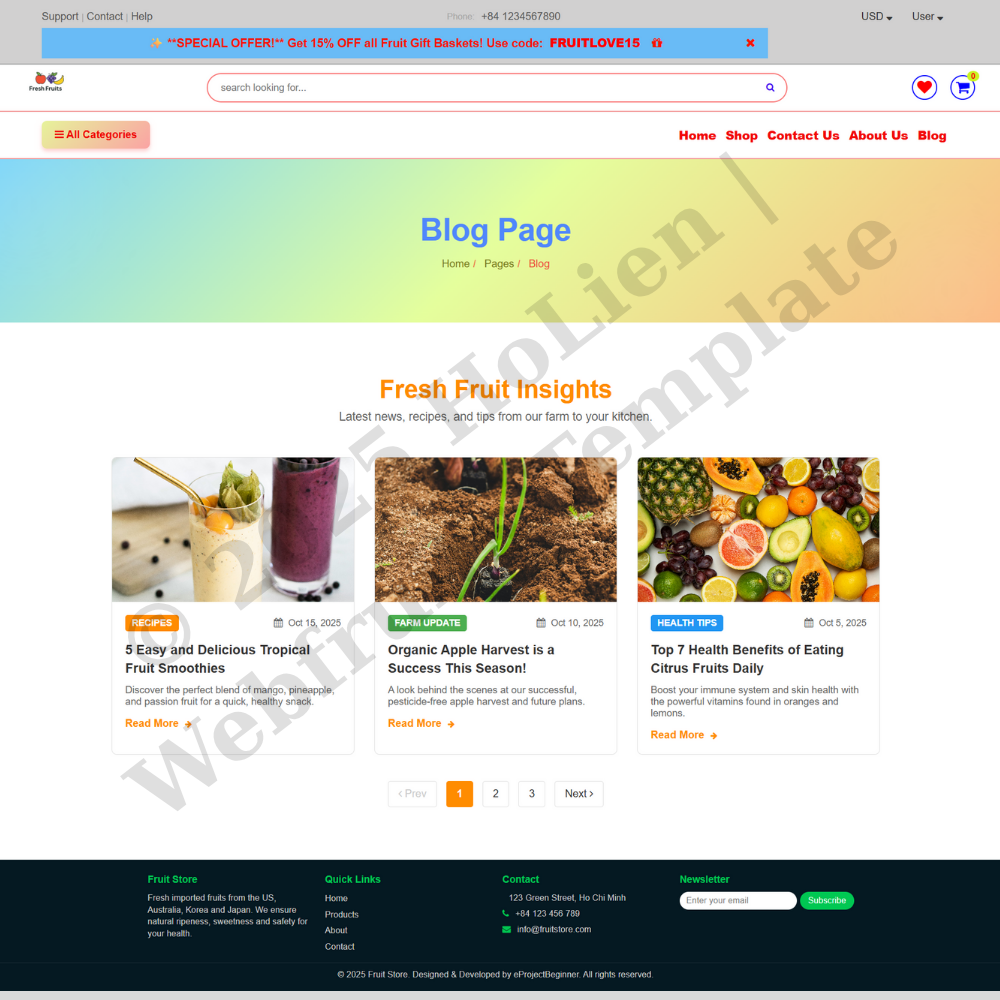 Support | Contact | Help
Phone: +84 1234567890
USD
User
**SPECIAL OFFER!** Get 15% OFF all Fruit Gift Baskets! Use code: FRUITLOVE15
Fresh Fruits
search looking for...
0
All Categories
Home Shop Contact Us About Us Blog
Blog Page
Home / Pages / Blog
Fresh Fruit Insights
Latest news, recipes, and tips from our farm to your kitchen.
RECIPES
Oct 15, 2025
5 Easy and Delicious Tropical
Fruit Smoothies
Discover the perfect blend of mango, pineapple,
and passion fruit for a quick, healthy snack.
Read More
FARM UPDATE
Oct 10, 2025
Organic Apple Harvest is a
Success This Season!
A look behind the scenes at our successful,
pesticide-free apple harvest and future plans.
Read More
HEALTH TIPS
Oct 5, 2025
Top 7 Health Benefits of Eating
Citrus Fruits Daily
Boost your immune system and skin health with
the powerful vitamins found in oranges and
lemons.
Read More
‹ Prev 1 2 3 Next ›
© 2025 HoLien |
Webfruit Template
Fruit Store
Fresh imported fruits from the US,
Australia, Korea and Japan. We ensure
natural ripeness, sweetness and safety for
your health.
Quick Links
Home
Products
About
Contact
Contact
123 Green Street, Ho Chi Minh
+84 123 456 789
info@fruitstore.com
Newsletter
Enter your email
Subscribe
© 2025 Fruit Store. Designed & Developed by eProjectBeginner. All rights reserved.